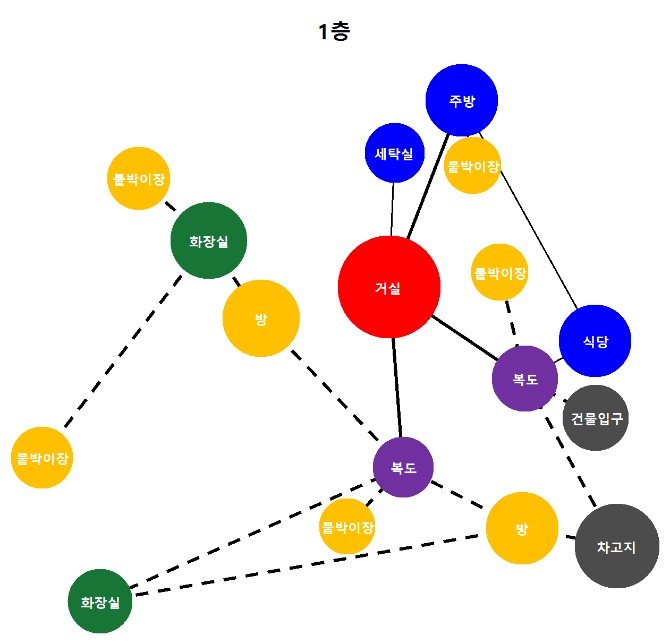 1층
주방
세탁실
붙박이장
붙박이장
화장실
붙박이장
거실
방
식당
복도
건물입구
붙박이장
복도
붙박이장
방
차고지
화장실